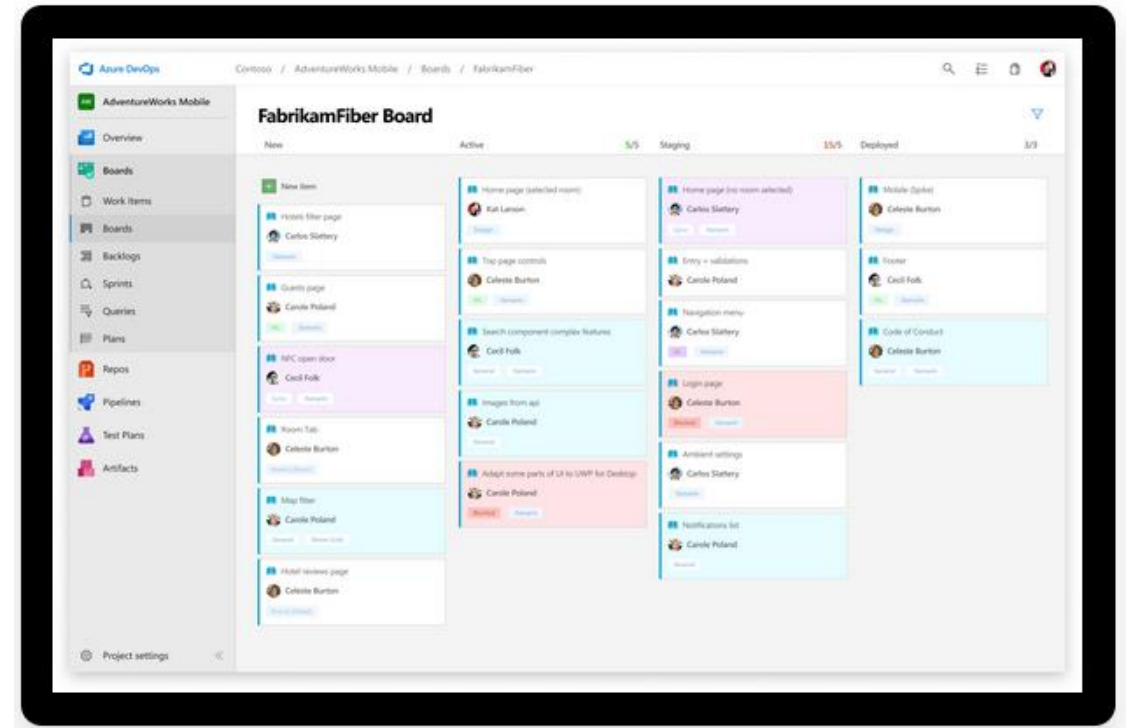 Azure DevOps
Contoso / AdventureWorks Mobile / Boards / FabrikamFiber
AdventureWorks Mobile
Overview
Boards
Work Items
Boards
Backlogs
Sprints
Queries
Plans
Repos
Pipelines
Test Plans
Artifacts
Project settings
FabrikamFiber Board
New
New item
Hotels filter page
Carlos Slattery
Guests page
Carole Poland
NFC open door
Cecil Folk
Room Tab
Celeste Burton
Map filter
Carole Poland
Hotel reviews page
Celeste Burton
Active 5/5
Home page (selected room)
Kat Larson
Design
Top page controls
Celeste Burton
Search component complex features
Cecil Folk
Images from api
Carole Poland
Adapt some parts of UI to UWP for Desktop
Carole Poland
Blocked
Staging 15/5
Home page (no room selected)
Carlos Slattery
Entry + validations
Carole Poland
Navigation menu
Carlos Slattery
Login page
Celeste Burton
Blocked
Ambient settings
Carlos Slattery
Notifications list
Carole Poland
Deployed 3/3
Mobile (Spike)
Celeste Burton
Design
Footer
Cecil Folk
Code of Conduct
Celeste Burton